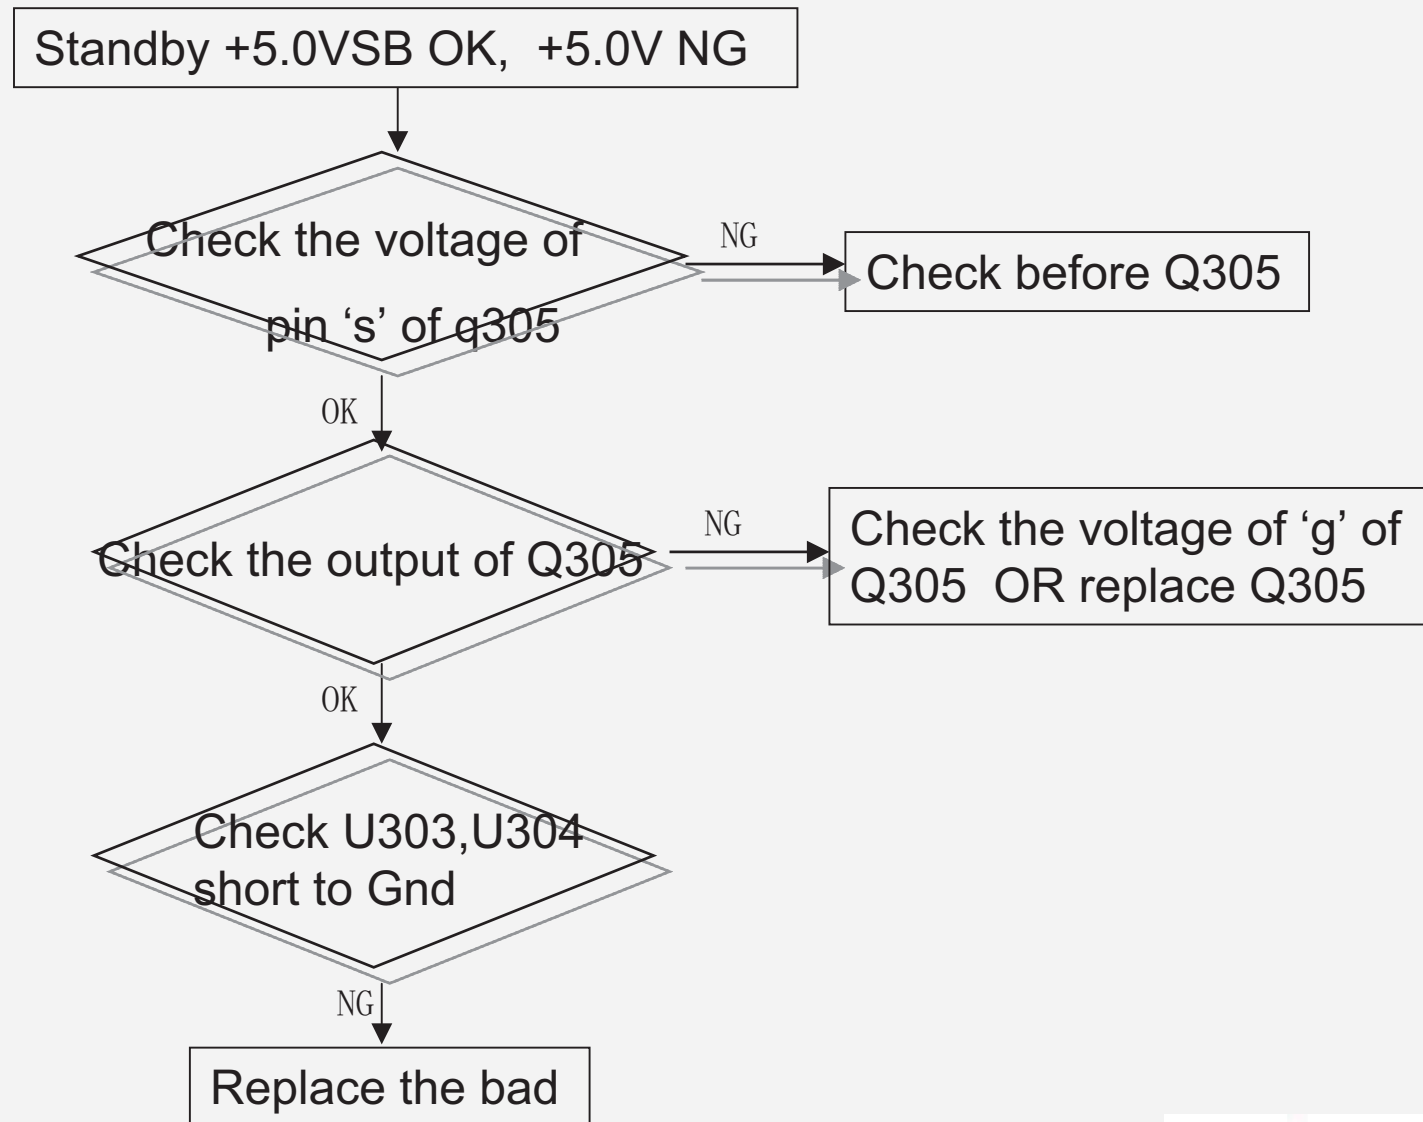 Standby +5.0VSB OK, +5.0V NG
Check the voltage of
pin ‘s’ of q305
NG
Check before Q305
OK
Check the output of Q305
NG
Check the voltage of ‘g’ of
Q305 OR replace Q305
OK
Check U303,U304
short to Gnd
NG
Replace the bad